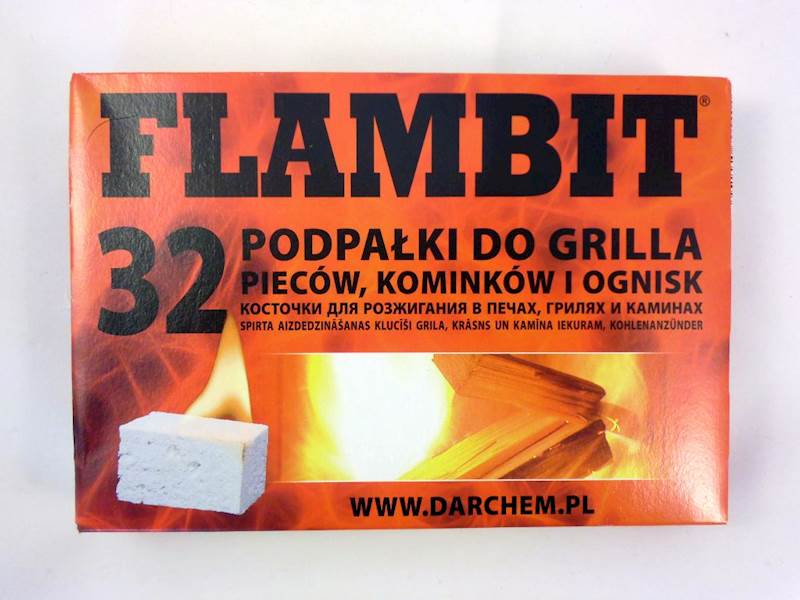 FLAMBIT®
32 PODPAŁKI DO GRILLA
PIECÓW, KOMINKÓW I OGNISK
КОСТОЧКИ ДЛЯ РОЗЖИГАНИЯ В ПЕЧАХ, ГРИЛЯХ И КАМИНАХ
SPIRTA AIZDEDZINĀŠANAS KLUCĪŠI GRILA, KRĀSNS UN KAMĪNA IEKURAM, KOHLENANZÜNDER
WWW.DARCHEM.PL